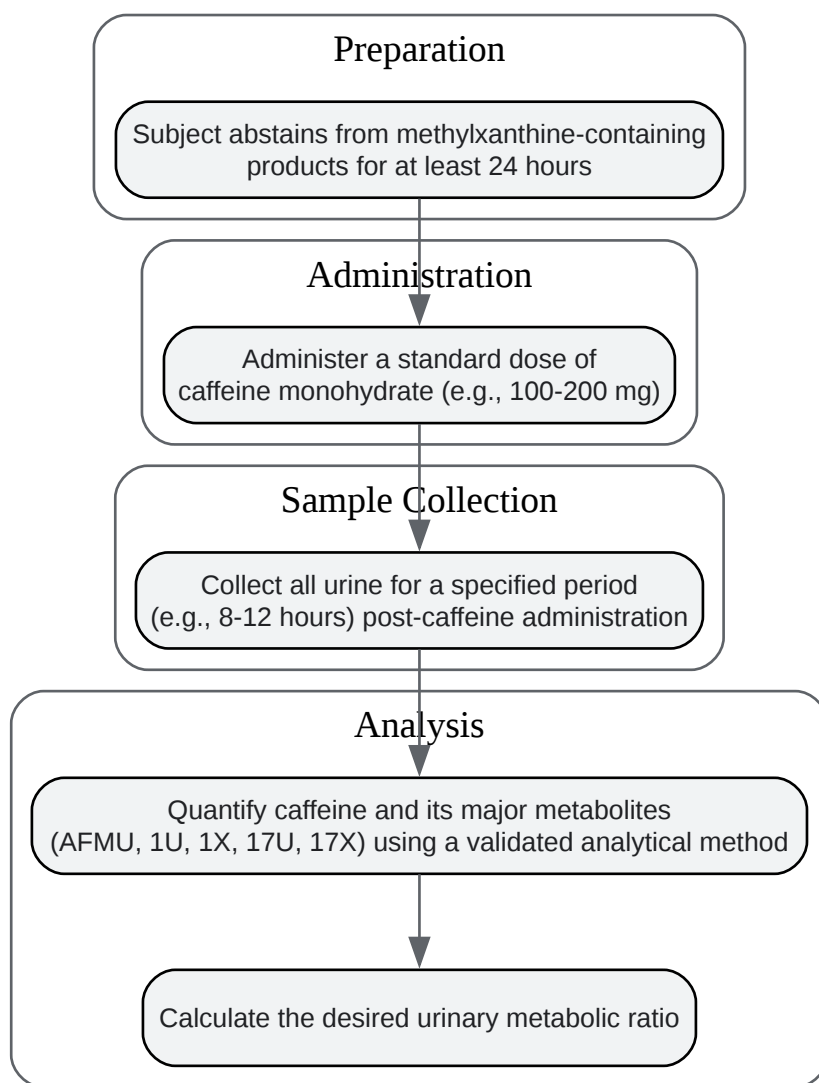 Preparation
Subject abstains from methylxanthine-containing
products for at least 24 hours
Administration
Administer a standard dose of
caffeine monohydrate (e.g., 100-200 mg)
Sample Collection
Collect all urine for a specified period
(e.g., 8-12 hours) post-caffeine administration
Analysis
Quantify caffeine and its major metabolites
(AFMU, 1U, 1X, 17U, 17X) using a validated analytical method
Calculate the desired urinary metabolic ratio